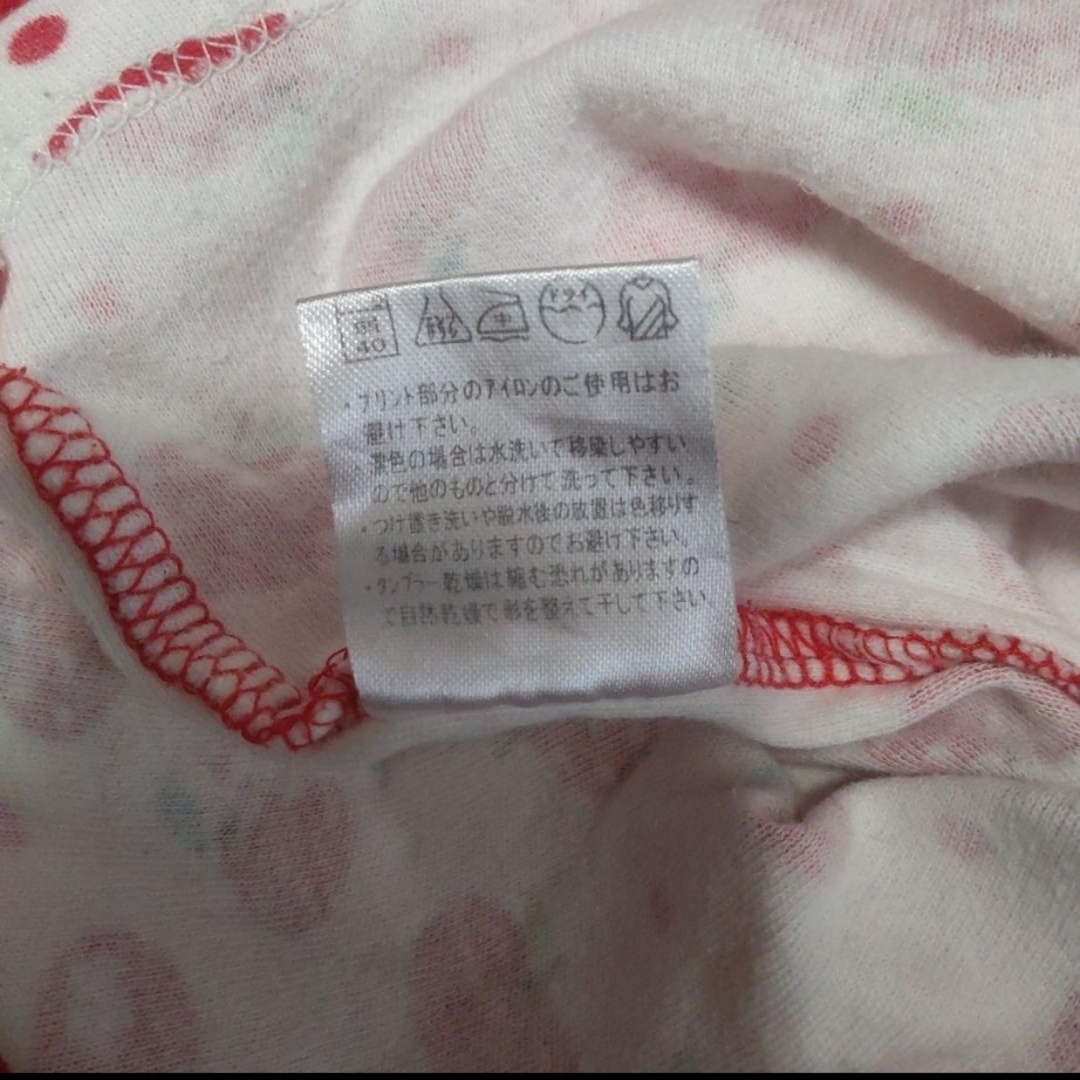 弱
40
中
ドライ
・プリント部分のアイロンのご使用はお
避け下さい。
濃色の場合は水洗いで移染しやすい
ので他のものと分けて洗って下さい。
・つけ置き洗いや脱水後の放置は色移りす
る場合がありますのでお避け下さい。
・タンブラー乾燥は縮む恐れがありますの
で自然乾燥で形を整えて干して下さい